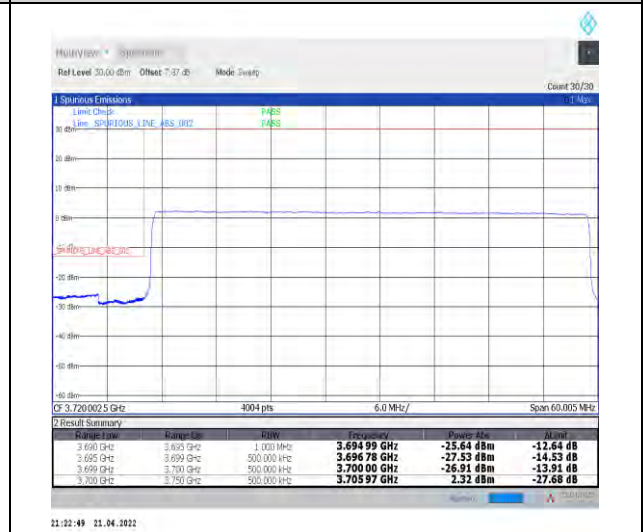 MultiView Spectrum
Ref Level 30.00 dBm Offset 7.37 dB Mode Sweep
Count 30/30
1 Spurious Emissions
Limit Check PASS
Line _SPURIOUS_LINE_ABS_002 PASS
30 dBm
20 dBm
10 dBm
0 dBm
_SPURIOUS_LINE_ABS_002
-20 dBm
-30 dBm
-40 dBm
-50 dBm
-60 dBm
CF 3.7200025 GHz 4004 pts 6.0 MHz/ Span 60.005 MHz
2 Result Summary
Range Low Range Up RBW Frequency Power Abs ΔLimit
3.690 GHz 3.695 GHz 1.000 MHz 3.694 99 GHz -25.64 dBm -12.64 dB
3.695 GHz 3.699 GHz 500.000 kHz 3.696 78 GHz -27.53 dBm -14.53 dB
3.699 GHz 3.700 GHz 500.000 kHz 3.700 00 GHz -26.91 dBm -13.91 dB
3.700 GHz 3.750 GHz 500.000 kHz 3.705 97 GHz 2.32 dBm -27.68 dB
21:22:49 21.04.2022